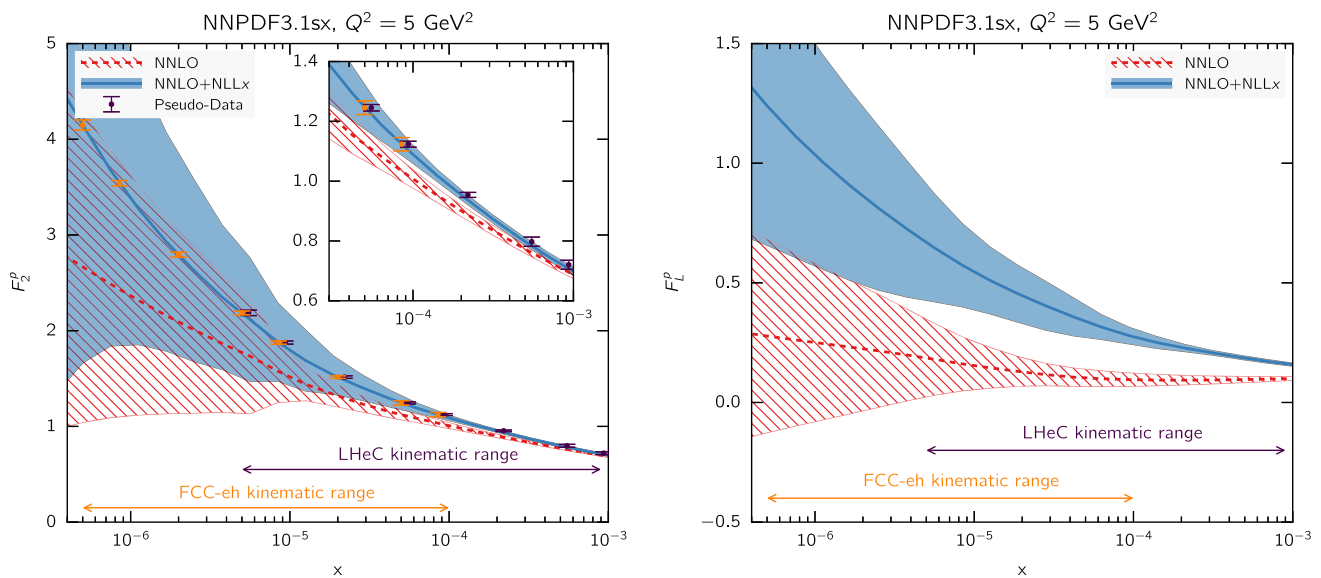 NNPDF3.1sx, Q² = 5 GeV²
5
4
3
2
1
0
F₂ᵖ
NNLO
NNLO+NLLx
Pseudo-Data
1.4
1.2
1.0
0.8
0.6
10⁻⁴
10⁻³
LHeC kinematic range
FCC-eh kinematic range
10⁻⁶
10⁻⁵
10⁻⁴
10⁻³
x
NNPDF3.1sx, Q² = 5 GeV²
1.5
1.0
0.5
0.0
−0.5
F_Lᵖ
NNLO
NNLO+NLLx
LHeC kinematic range
FCC-eh kinematic range
10⁻⁶
10⁻⁵
10⁻⁴
10⁻³
x